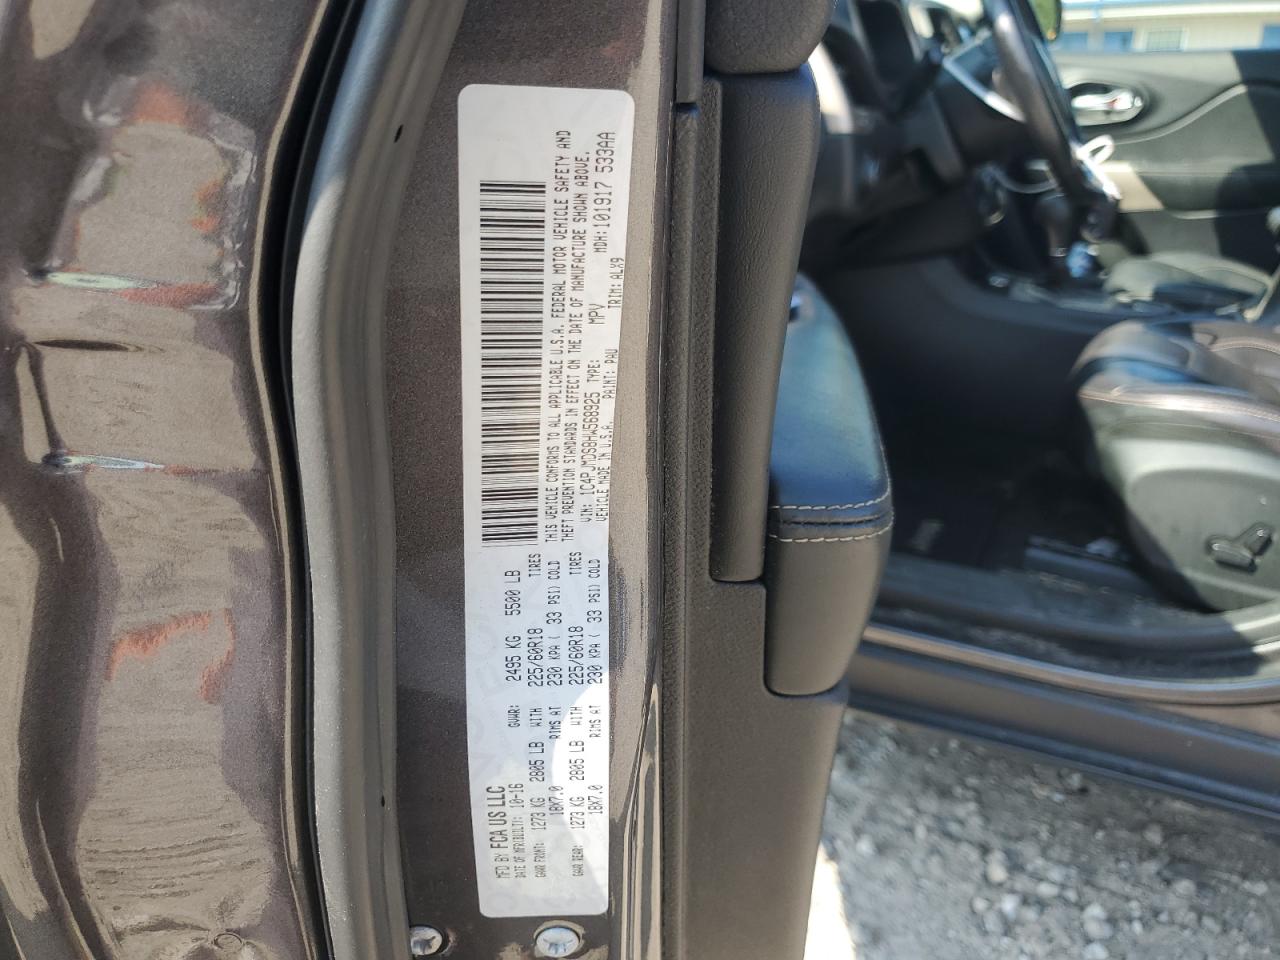 MFD BY FCA US LLC
DATE OF MFR(BUILT): 10-16 GVWR: 2495 KG 5500 LB
GAWR FRONT: 1273 KG 2805 LB WITH 225/60R18 TIRES
18X7.0 RIMS AT 230 KPA ( 33 PSI) COLD
GAWR REAR: 1273 KG 2805 LB WITH 225/60R18 TIRES
18X7.0 RIMS AT 230 KPA ( 33 PSI) COLD
THIS VEHICLE CONFORMS TO ALL APPLICABLE U.S.A. FEDERAL MOTOR VEHICLE SAFETY AND
THEFT PREVENTION STANDARDS IN EFFECT ON THE DATE OF MANUFACTURE SHOWN ABOVE.
VIN: 1C4PJMDS8HW568925 TYPE: MPV MDH:101917 533AA
VEHICLE MADE IN U.S.A. PAINT: PAU TRIM:ALX9